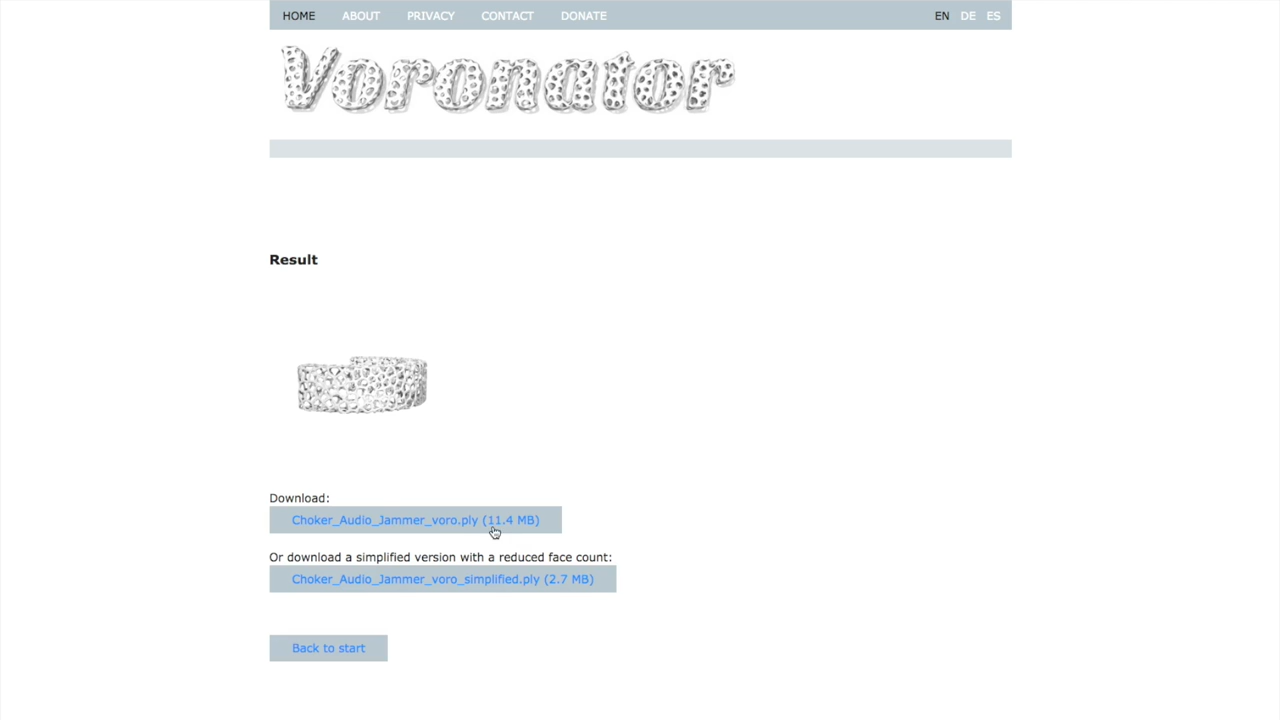 HOME ABOUT PRIVACY CONTACT DONATE EN DE ES
Voronator
Result
Download:
Choker_Audio_Jammer_voro.ply (11.4 MB)
Or download a simplified version with a reduced face count:
Choker_Audio_Jammer_voro_simplified.ply (2.7 MB)
Back to start